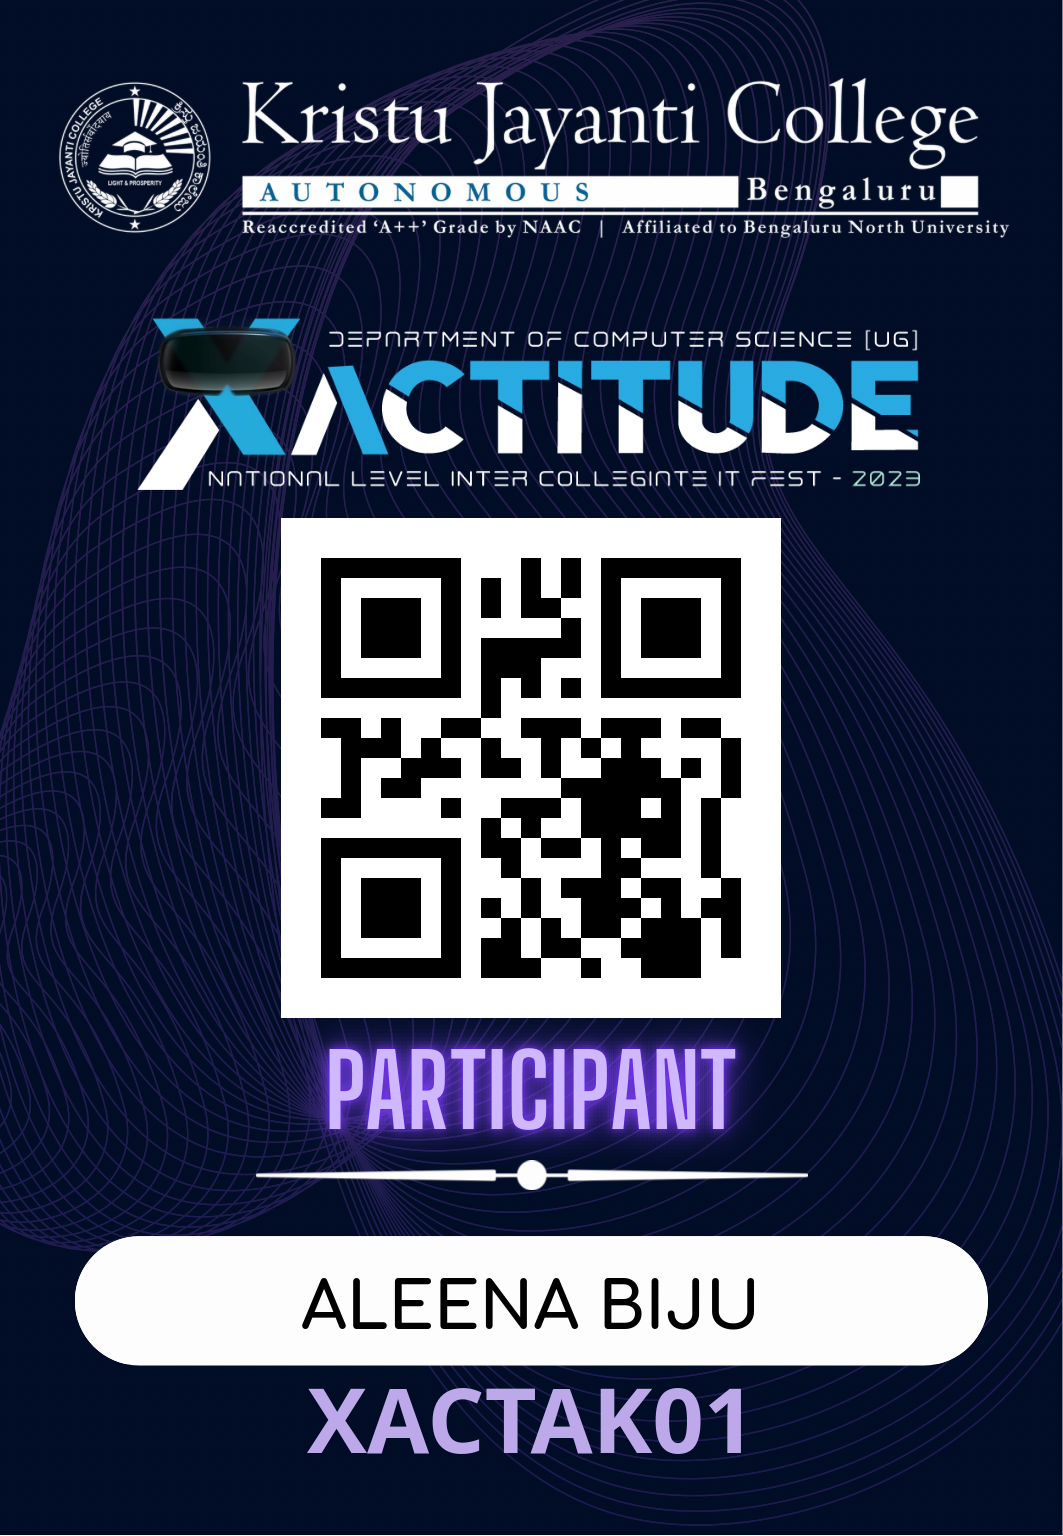 Kristu Jayanti College
AUTONOMOUS Bengaluru
Reaccredited ‘A++’ Grade by NAAC | Affiliated to Bengaluru North University
KRISTU JAYANTI COLLEGE
LIGHT & PROSPERITY
DEPARTMENT OF COMPUTER SCIENCE [UG]
XACTITUDE
NATIONAL LEVEL INTER COLLEGIATE IT FEST - 2023
PARTICIPANT
ALEENA BIJU
XACTAK01